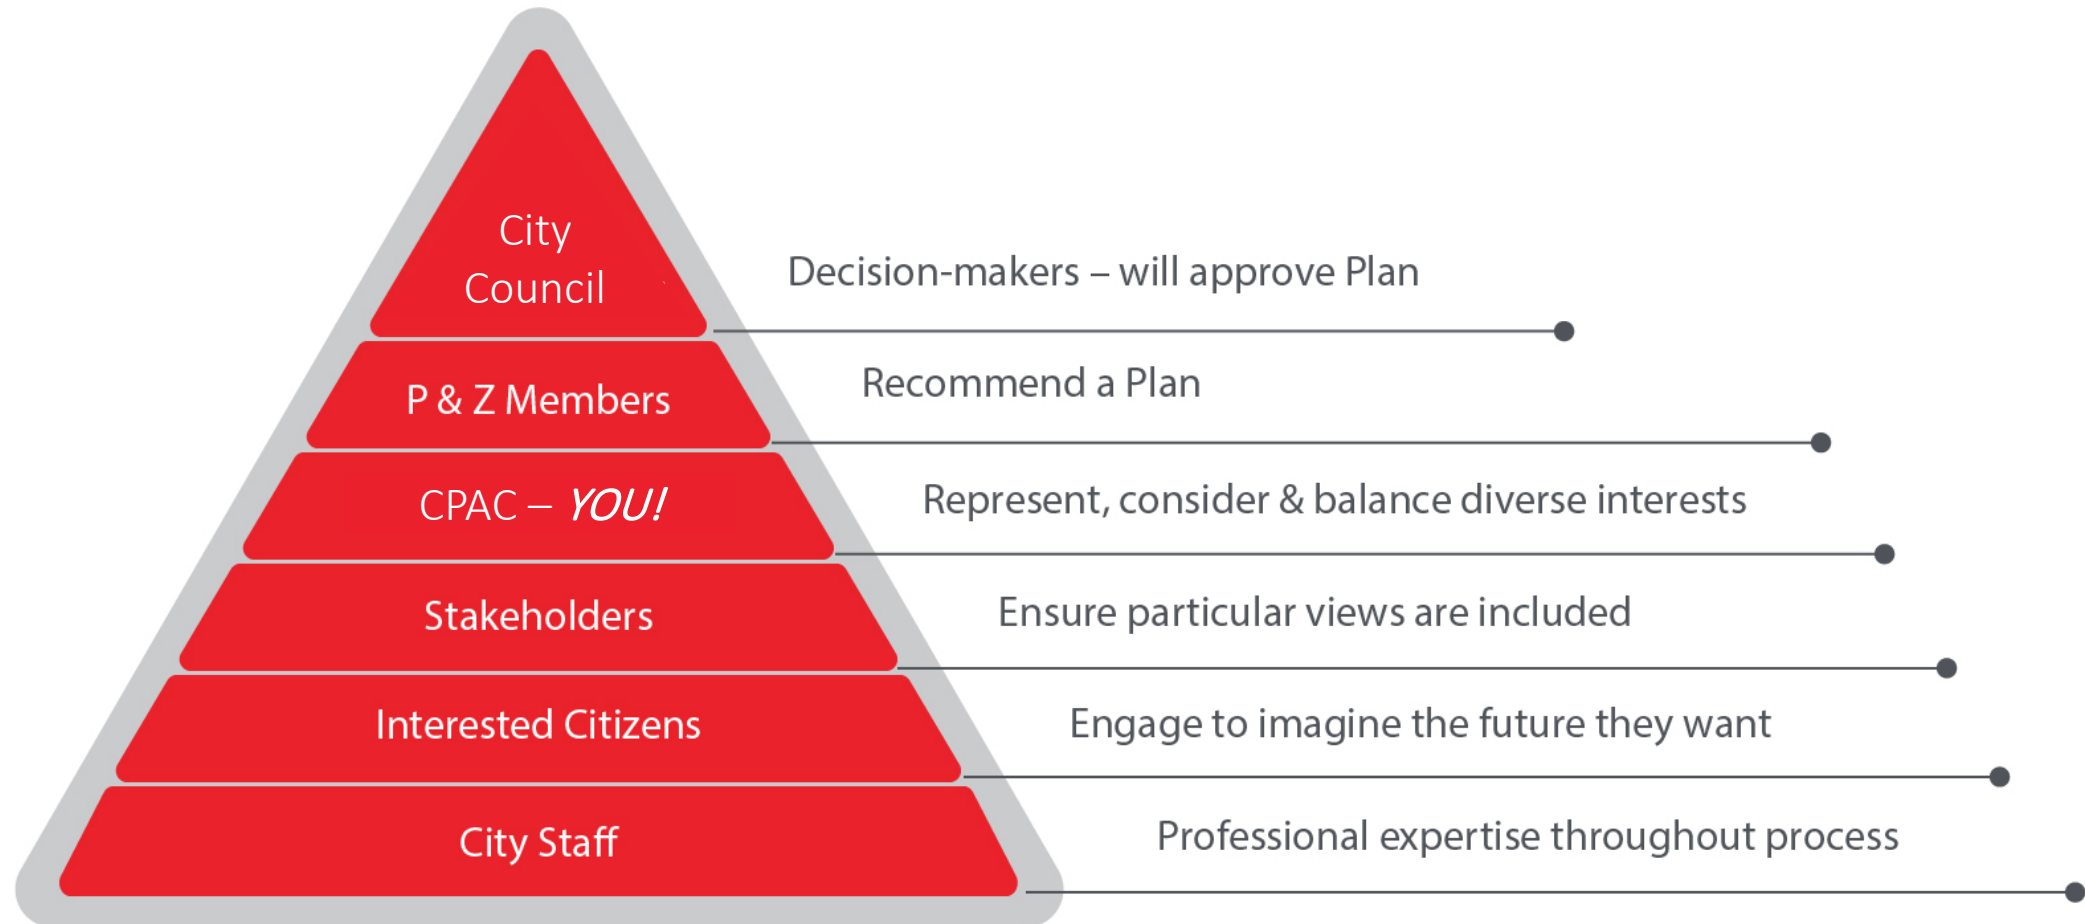 City
Council
Decision-makers – will approve Plan
P & Z Members
Recommend a Plan
CPAC – YOU!
Represent, consider & balance diverse interests
Stakeholders
Ensure particular views are included
Interested Citizens
Engage to imagine the future they want
City Staff
Professional expertise throughout process